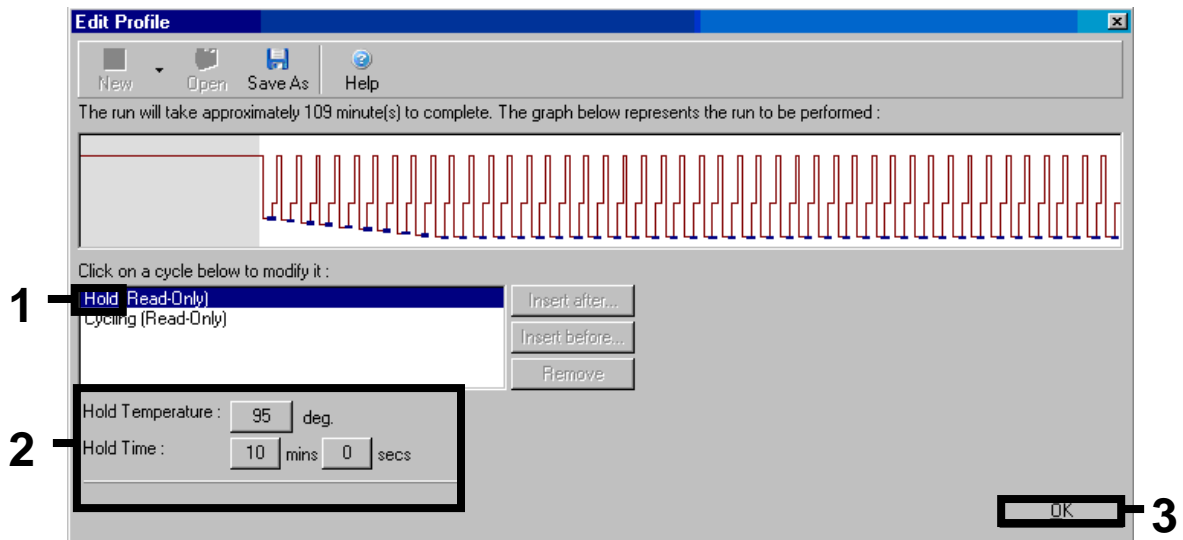 Edit Profile
New Open Save As Help
The run will take approximately 109 minute(s) to complete. The graph below represents the run to be performed :
Click on a cycle below to modify it :
1 Hold (Read-Only) Insert after...
Cycling (Read-Only)
Insert before...
Remove
Hold Temperature : 95 deg.
2 Hold Time : 10 mins 0 secs
OK 3